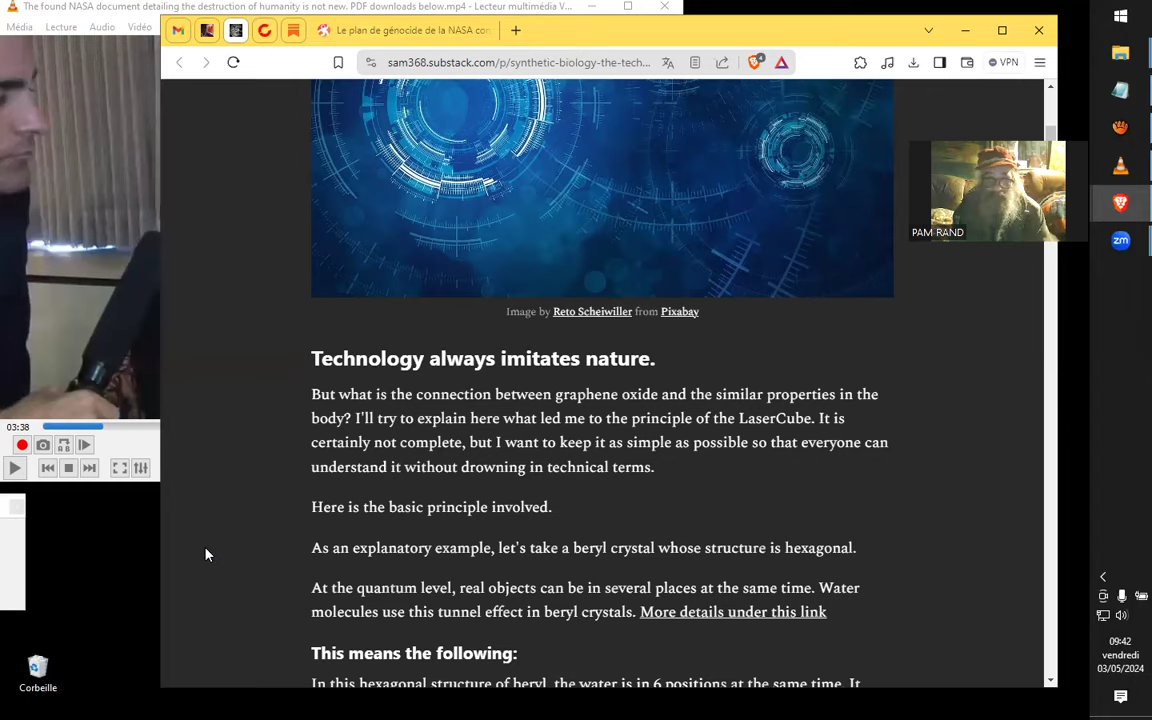 The found NASA document detailing the destruction of humanity is not new. PDF downloads below.mp4 - Lecteur multimédia V...
Média Lecture Audio Vidéo
Le plan de génocide de la NASA co
sam368.substack.com/p/synthetic-biology-the-tech...
4
VPN
PAM RAND
zm
Image by Reto Scheiwiller from Pixabay
Technology always imitates nature.
But what is the connection between graphene oxide and the similar properties in the
body? I'll try to explain here what led me to the principle of the LaserCube. It is
certainly not complete, but I want to keep it as simple as possible so that everyone can
understand it without drowning in technical terms.
Here is the basic principle involved.
As an explanatory example, let's take a beryl crystal whose structure is hexagonal.
At the quantum level, real objects can be in several places at the same time. Water
molecules use this tunnel effect in beryl crystals. More details under this link
This means the following:
In this hexagonal structure of beryl, the water is in 6 positions at the same time. It
03:38
Corbeille
09:42
vendredi
03/05/2024